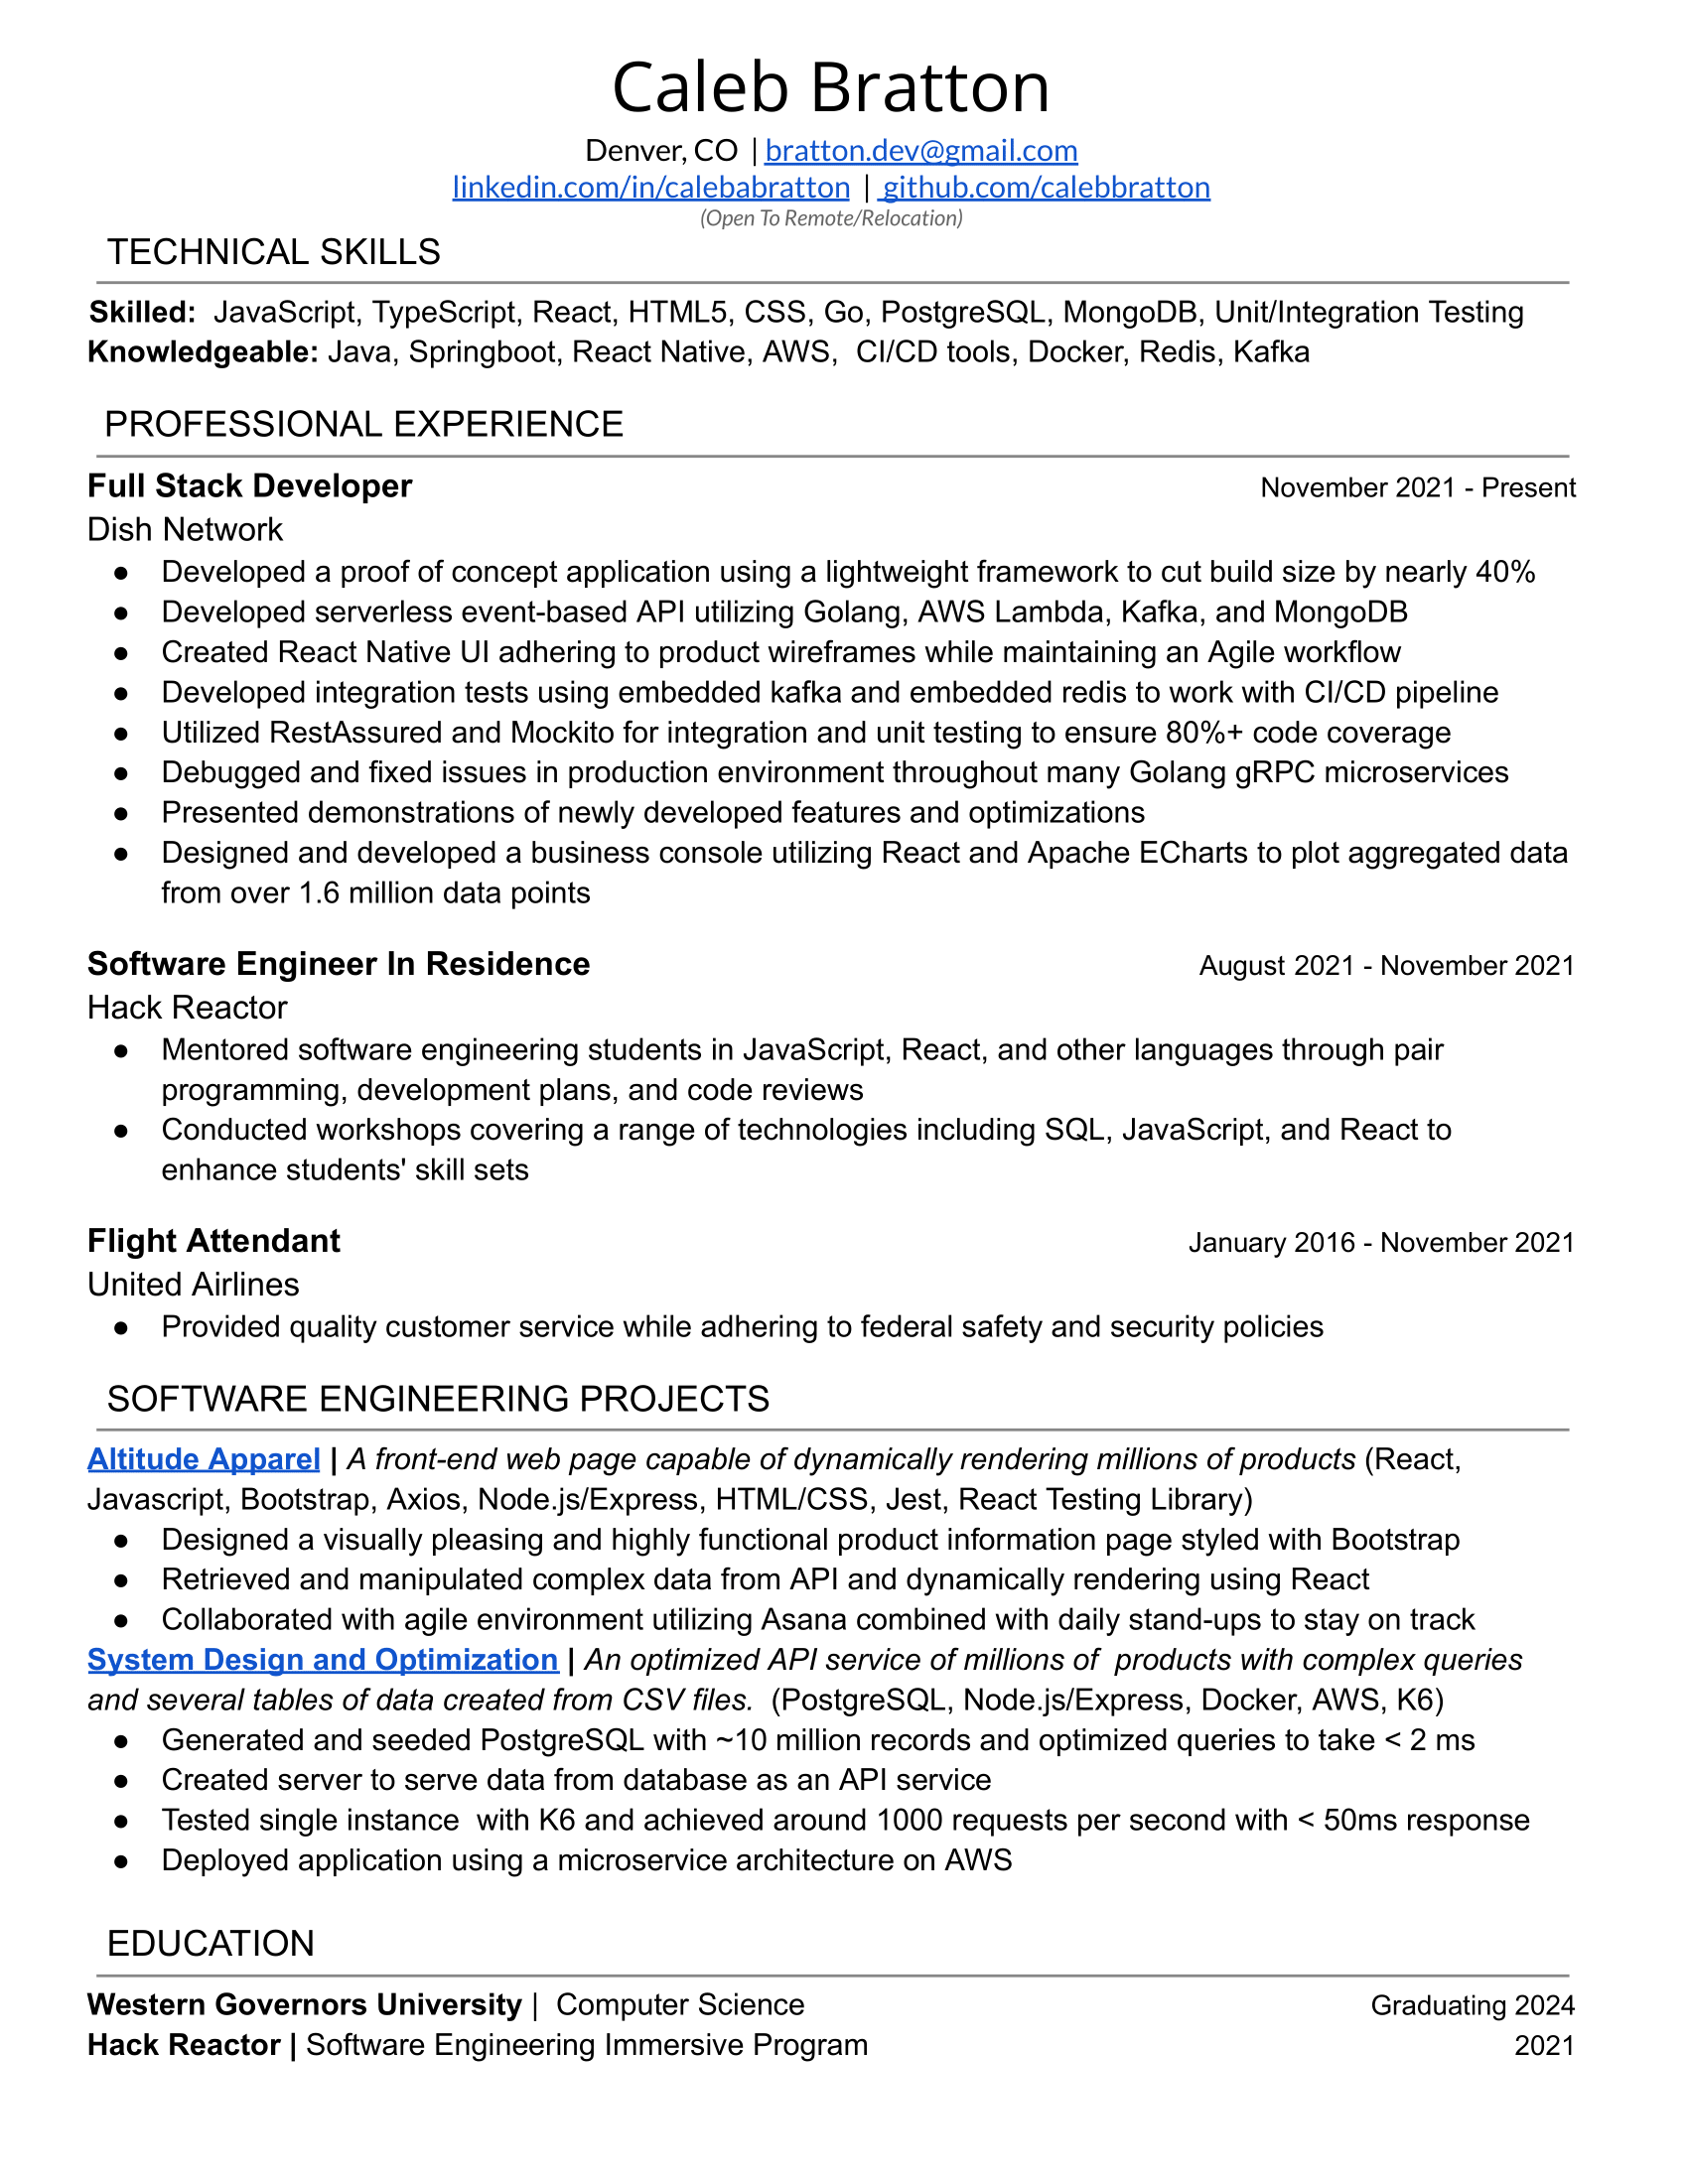 Caleb Bratton
Denver, CO | bratton.dev@gmail.com
linkedin.com/in/calebabratton | github.com/calebbratton
(Open To Remote/Relocation)
TECHNICAL SKILLS
Skilled: JavaScript, TypeScript, React, HTML5, CSS, Go, PostgreSQL, MongoDB, Unit/Integration Testing
Knowledgeable: Java, Springboot, React Native, AWS, CI/CD tools, Docker, Redis, Kafka
PROFESSIONAL EXPERIENCE
Full Stack Developer November 2021 - Present
Dish Network
● Developed a proof of concept application using a lightweight framework to cut build size by nearly 40%
● Developed serverless event-based API utilizing Golang, AWS Lambda, Kafka, and MongoDB
● Created React Native UI adhering to product wireframes while maintaining an Agile workflow
● Developed integration tests using embedded kafka and embedded redis to work with CI/CD pipeline
● Utilized RestAssured and Mockito for integration and unit testing to ensure 80%+ code coverage
● Debugged and fixed issues in production environment throughout many Golang gRPC microservices
● Presented demonstrations of newly developed features and optimizations
● Designed and developed a business console utilizing React and Apache ECharts to plot aggregated data
from over 1.6 million data points
Software Engineer In Residence August 2021 - November 2021
Hack Reactor
● Mentored software engineering students in JavaScript, React, and other languages through pair
programming, development plans, and code reviews
● Conducted workshops covering a range of technologies including SQL, JavaScript, and React to
enhance students' skill sets
Flight Attendant January 2016 - November 2021
United Airlines
● Provided quality customer service while adhering to federal safety and security policies
SOFTWARE ENGINEERING PROJECTS
Altitude Apparel | A front-end web page capable of dynamically rendering millions of products (React,
Javascript, Bootstrap, Axios, Node.js/Express, HTML/CSS, Jest, React Testing Library)
● Designed a visually pleasing and highly functional product information page styled with Bootstrap
● Retrieved and manipulated complex data from API and dynamically rendering using React
● Collaborated with agile environment utilizing Asana combined with daily stand-ups to stay on track
System Design and Optimization | An optimized API service of millions of products with complex queries
and several tables of data created from CSV files. (PostgreSQL, Node.js/Express, Docker, AWS, K6)
● Generated and seeded PostgreSQL with ~10 million records and optimized queries to take < 2 ms
● Created server to serve data from database as an API service
● Tested single instance with K6 and achieved around 1000 requests per second with < 50ms response
● Deployed application using a microservice architecture on AWS
EDUCATION
Western Governors University | Computer Science Graduating 2024
Hack Reactor | Software Engineering Immersive Program 2021